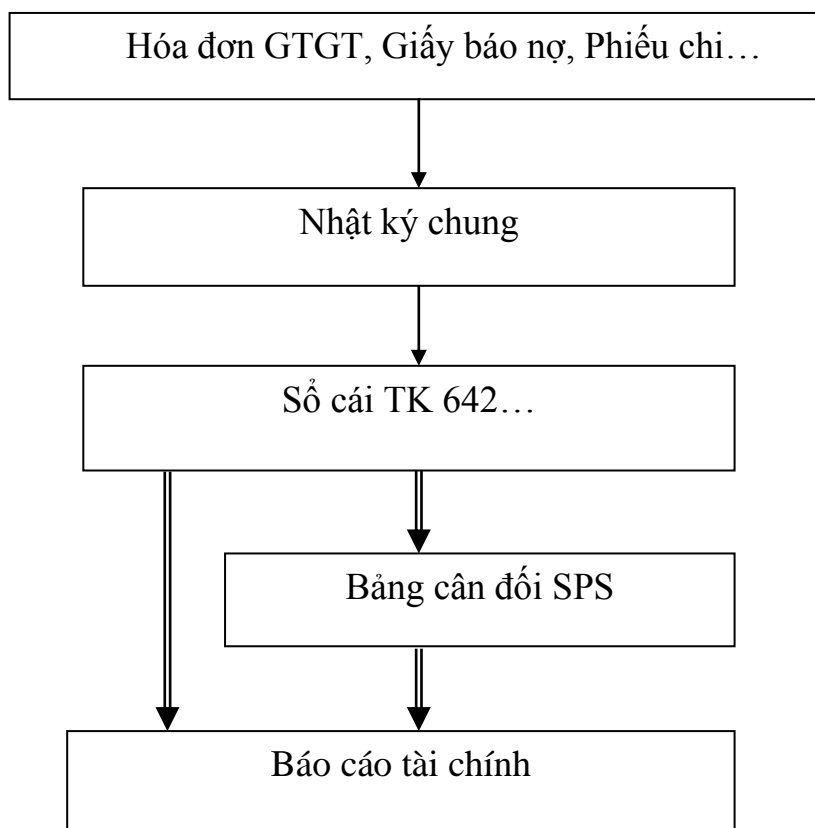 Hóa đơn GTGT, Giấy báo nợ, Phiếu chi…
Nhật ký chung
Sổ cái TK 642…
Bảng cân đối SPS
Báo cáo tài chính